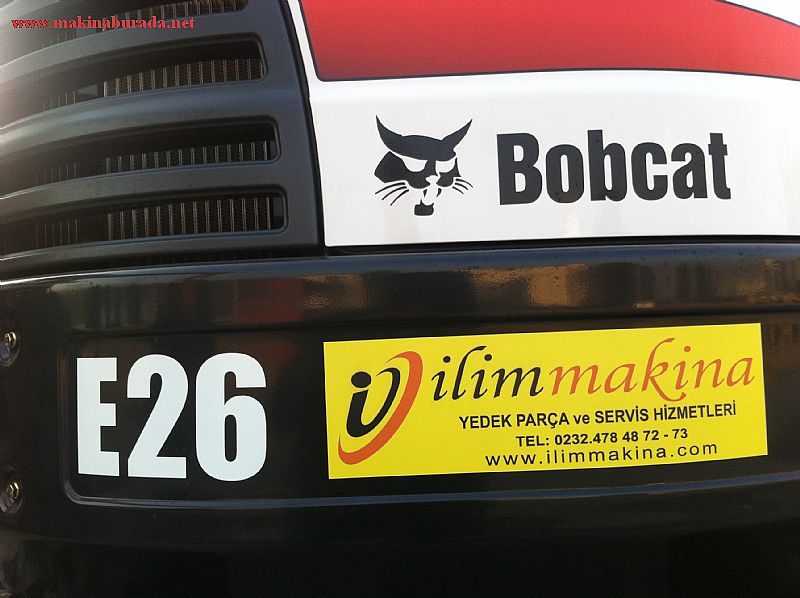 www.makinaburada.net
Bobcat
E26
ilimmakina
YEDEK PARÇA ve SERVİS HİZMETLERİ
TEL: 0232.478 48 72 - 73
www.ilimmakina.com